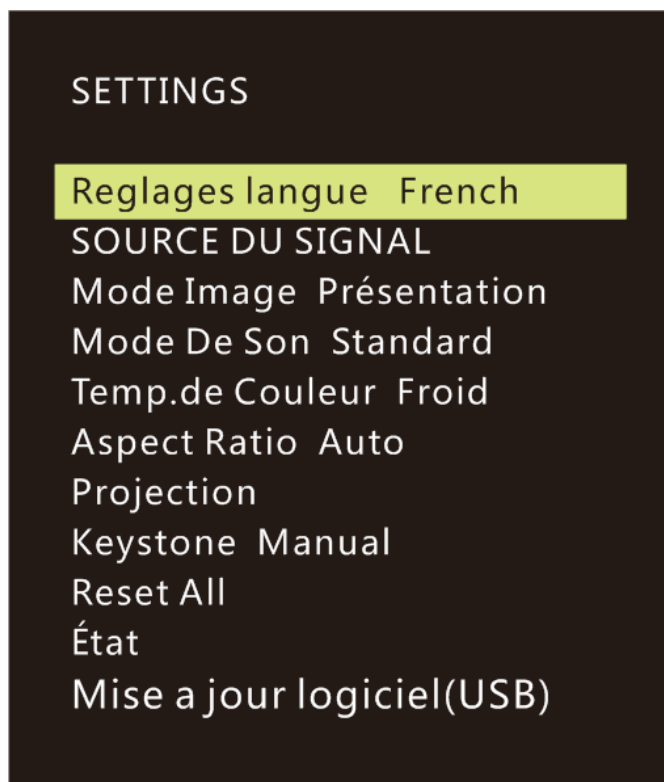 SETTINGS
Reglages langue French
SOURCE DU SIGNAL
Mode Image Présentation
Mode De Son Standard
Temp.de Couleur Froid
Aspect Ratio Auto
Projection
Keystone Manual
Reset All
État
Mise a jour logiciel(USB)